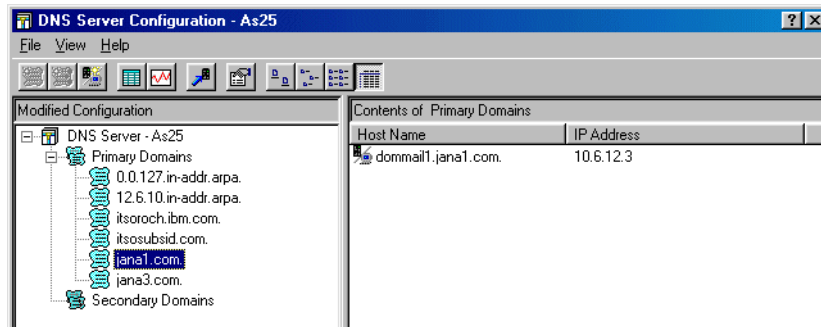 DNS Server Configuration - As25
File View Help
Modified Configuration
DNS Server - As25
Primary Domains
0.0.127.in-addr.arpa.
12.6.10.in-addr.arpa.
itsoroch.ibm.com.
itsosubsid.com.
jana1.com.
jana3.com.
Secondary Domains
Contents of Primary Domains
Host Name IP Address
dommail1.jana1.com. 10.6.12.3